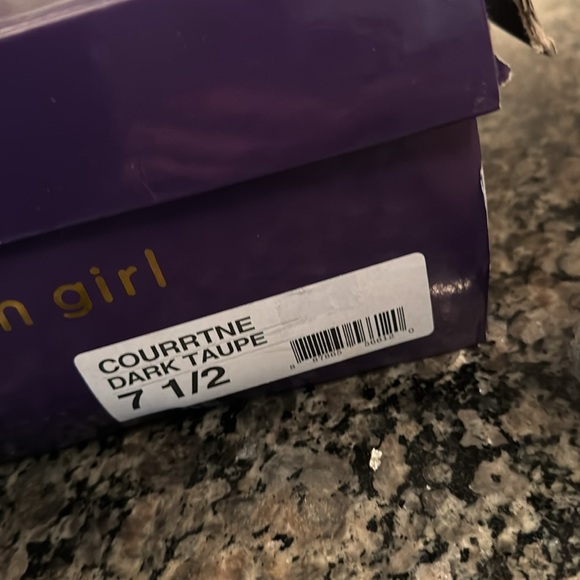 n girl
COURRTNE
DARK TAUPE
7 1/2